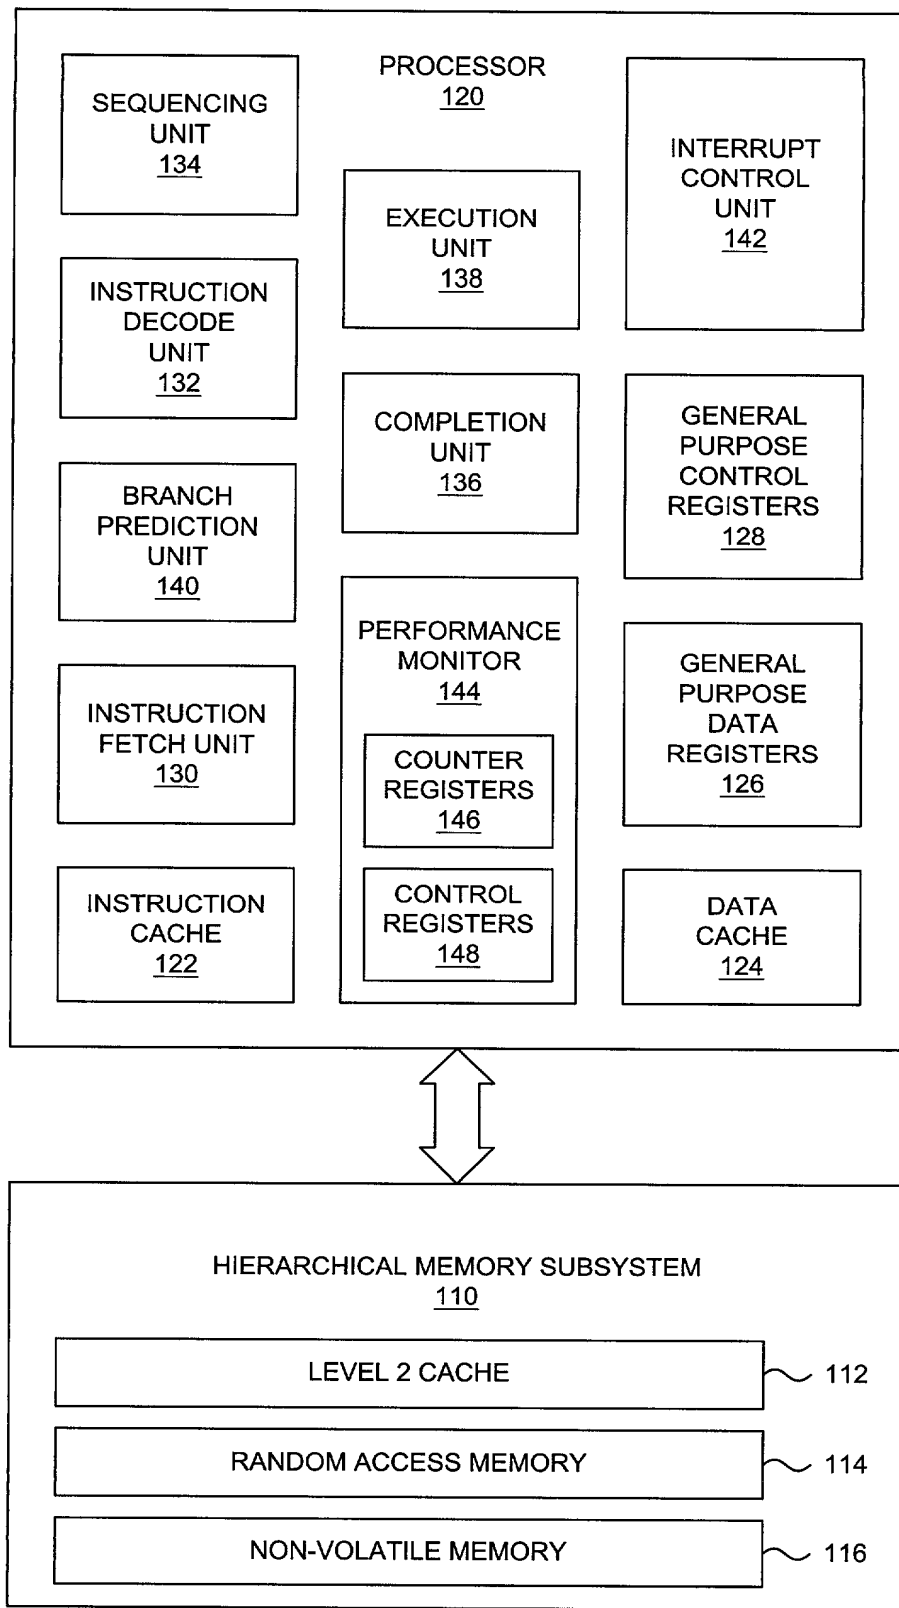 PROCESSOR
120
SEQUENCING
UNIT
134
INSTRUCTION
DECODE
UNIT
132
BRANCH
PREDICTION
UNIT
140
INSTRUCTION
FETCH UNIT
130
INSTRUCTION
CACHE
122
EXECUTION
UNIT
138
COMPLETION
UNIT
136
PERFORMANCE
MONITOR
144
COUNTER
REGISTERS
146
CONTROL
REGISTERS
148
INTERRUPT
CONTROL
UNIT
142
GENERAL
PURPOSE
CONTROL
REGISTERS
128
GENERAL
PURPOSE
DATA
REGISTERS
126
DATA
CACHE
124
HIERARCHICAL MEMORY SUBSYSTEM
110
LEVEL 2 CACHE
112
RANDOM ACCESS MEMORY
114
NON-VOLATILE MEMORY
116